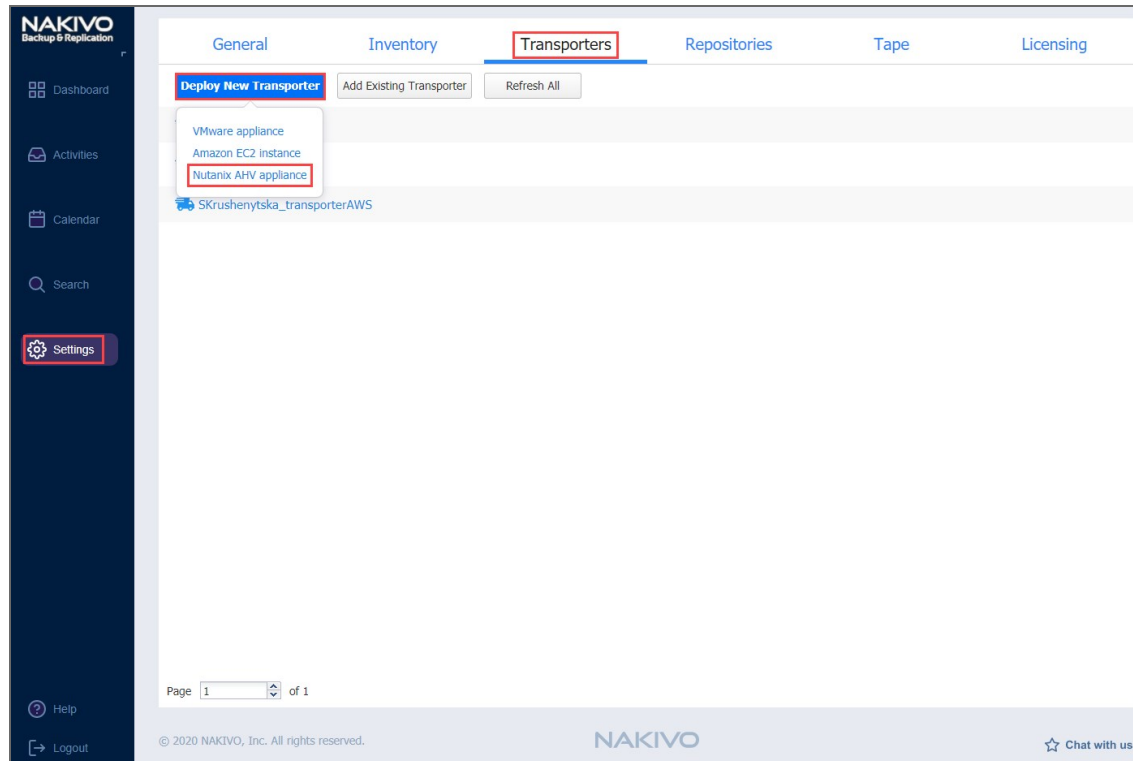 NAKIVO
Backup & Replication
General Inventory Transporters Repositories Tape Licensing
Dashboard
Deploy New Transporter Add Existing Transporter Refresh All
VMware appliance
Activities
Amazon EC2 instance
Nutanix AHV appliance
SKrushenytska_transporterAWS
Calendar
Search
Settings
Page 1 of 1
Help
© 2020 NAKIVO, Inc. All rights reserved. NAKIVO Chat with us
Logout